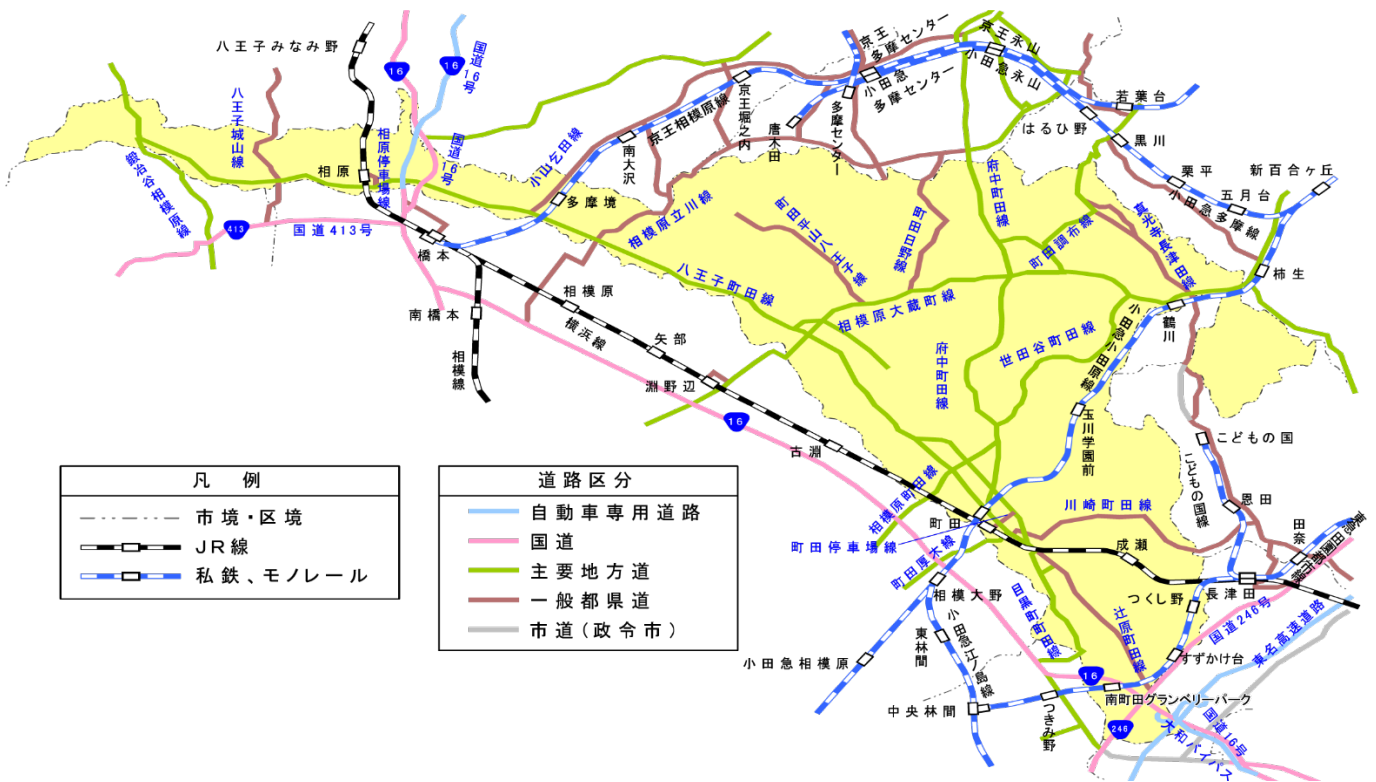 八王子みなみ野
16
国道16号
16
国道16号
八王子城山線
鍛冶谷相模原線
相原
相原停車場線
413
国道413号
橋本
南橋本
相模線
多摩境
南大沢
小山乞田線
京王相模原線
京王堀之内
唐木田
多摩センター
京王
多摩センター
小田急
多摩センター
京王永山
小田急永山
若葉台
はるひ野
黒川
栗平
五月台
新百合ヶ丘
小田急多摩線
柿生
鶴川
真光寺長津田線
町田調布線
府中町田線
町田日野線
町田平山八王子線
相模原立川線
八王子町田線
相模原大蔵町線
世田谷町田線
小田急小田原線
府中町田線
玉川学園前
相模原
横浜線
矢部
淵野辺
16
古淵
相模原町田線
町田
町田停車場線
町田厚木線
川崎町田線
成瀬
こどもの国
こどもの国線
恩田
田奈
東急田園都市線
長津田
つくし野
すずかけ台
国道246号
東名高速道路
辻原町田線
目黒町町田線
相模大野
東林間
小田急江ノ島線
小田急相模原
中央林間
つきみ野
16
南町田グランベリーパーク
246
国道16号
大和バイパス
凡 例
市境・区境
JR線
私鉄、モノレール
道路区分
自動車専用道路
国道
主要地方道
一般都県道
市道(政令市)